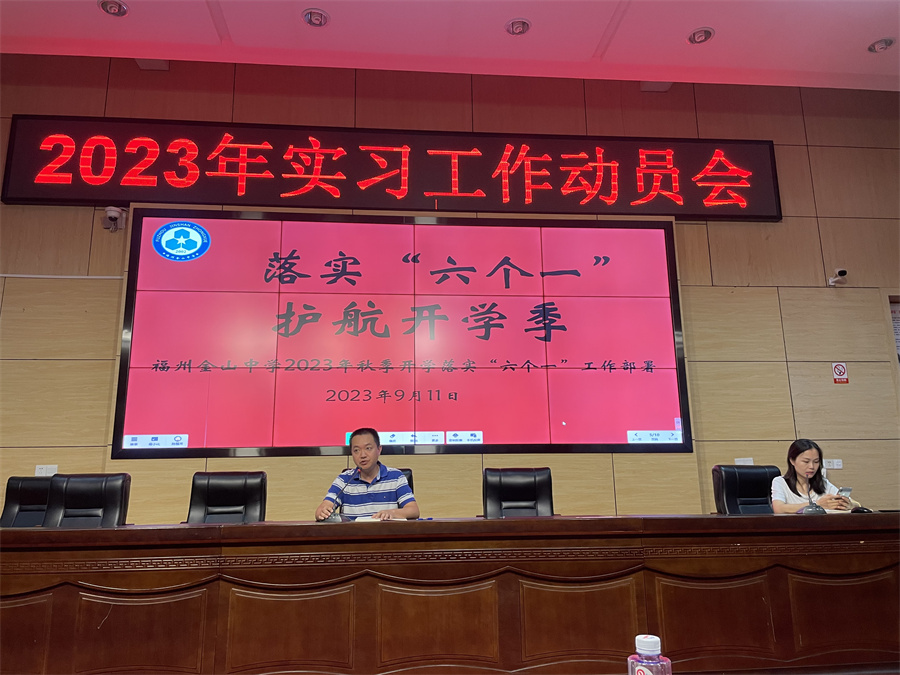 2023年实习工作动员会
落实“六个一”
护航开学季
福州金山中学2023年秋季开学落实“六个一”工作部署
2023年9月11日